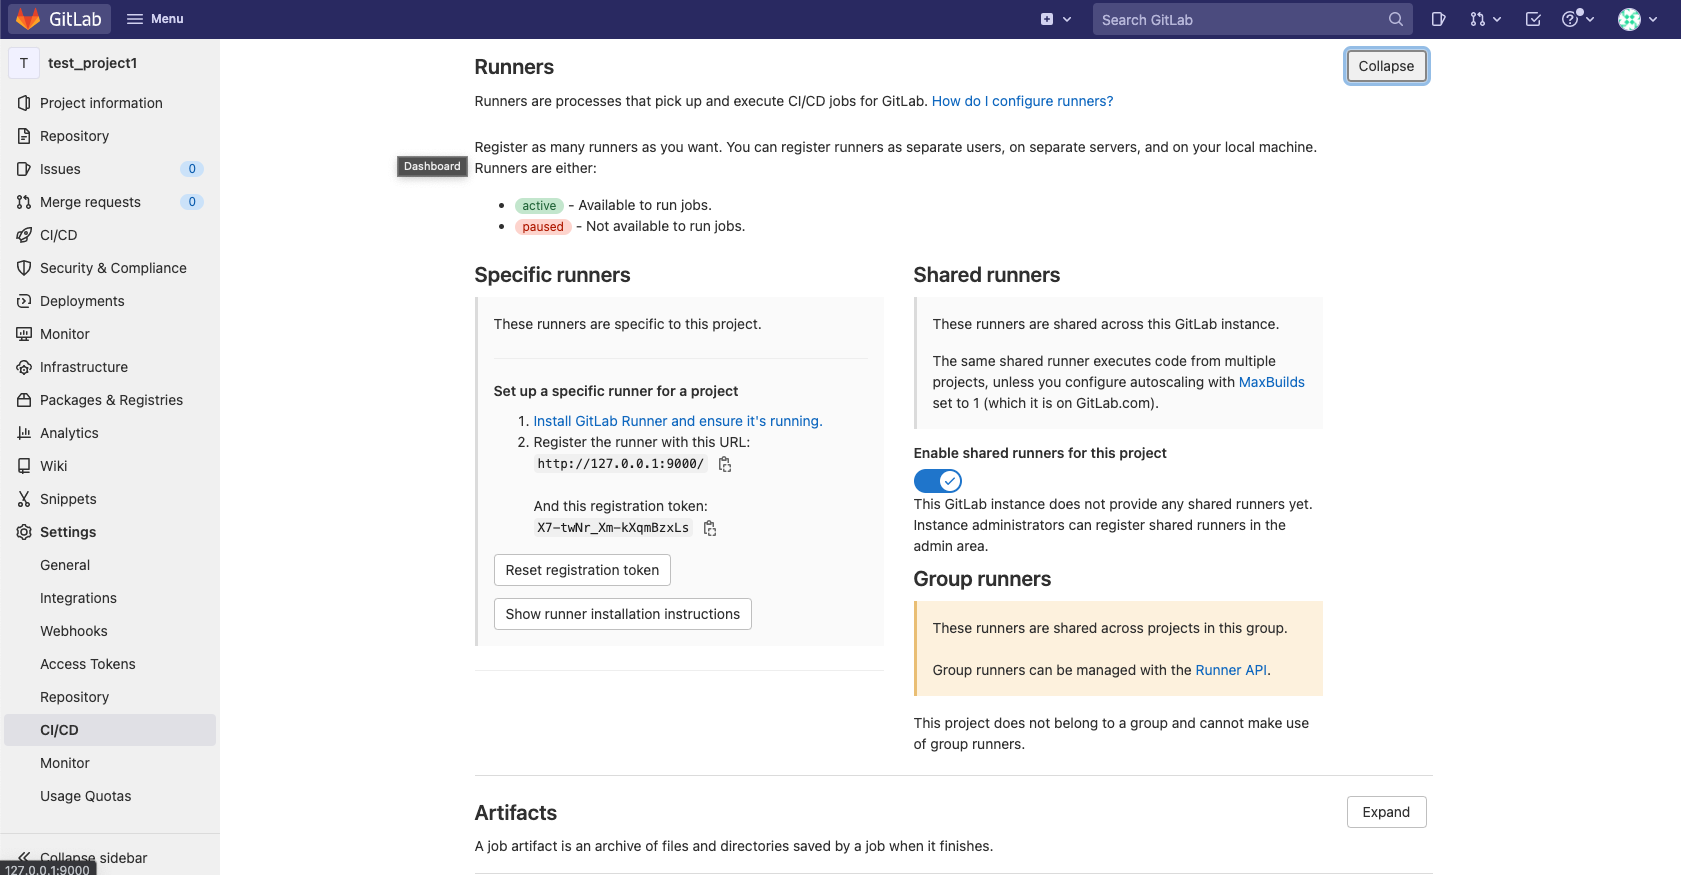 GitLab
Menu
Search GitLab
T
test_project1
Project information
Repository
Issues
0
Merge requests
0
CI/CD
Security & Compliance
Deployments
Monitor
Infrastructure
Packages & Registries
Analytics
Wiki
Snippets
Settings
General
Integrations
Webhooks
Access Tokens
Repository
CI/CD
Monitor
Usage Quotas
Collapse sidebar
127.0.0.1:9000
Dashboard
Runners
Collapse
Runners are processes that pick up and execute CI/CD jobs for GitLab. How do I configure runners?
Register as many runners as you want. You can register runners as separate users, on separate servers, and on your local machine.
Runners are either:
active - Available to run jobs.
paused - Not available to run jobs.
Specific runners
These runners are specific to this project.
Set up a specific runner for a project
1. Install GitLab Runner and ensure it's running.
2. Register the runner with this URL:
http://127.0.0.1:9000/
And this registration token:
X7-twNr_Xm-kXqmBzxLs
Reset registration token
Show runner installation instructions
Shared runners
These runners are shared across this GitLab instance.
The same shared runner executes code from multiple
projects, unless you configure autoscaling with MaxBuilds
set to 1 (which it is on GitLab.com).
Enable shared runners for this project
This GitLab instance does not provide any shared runners yet.
Instance administrators can register shared runners in the
admin area.
Group runners
These runners are shared across projects in this group.
Group runners can be managed with the Runner API.
This project does not belong to a group and cannot make use
of group runners.
Artifacts
Expand
A job artifact is an archive of files and directories saved by a job when it finishes.